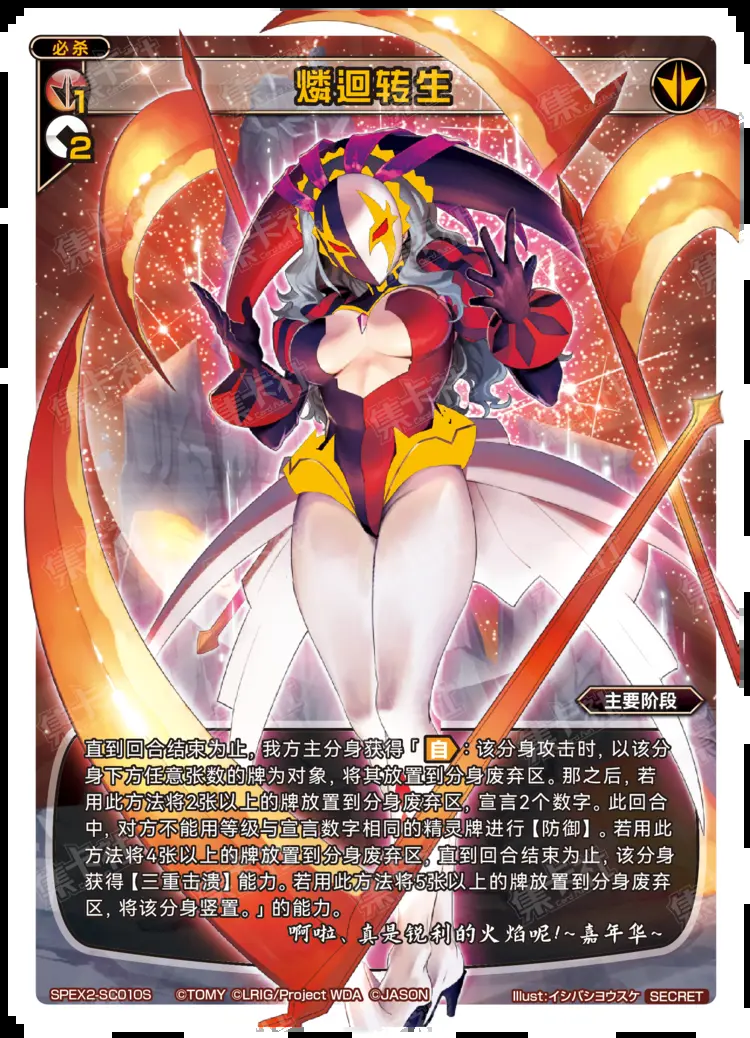 必杀
燐迴转生
1
2
主要阶段
直到回合结束为止，我方主分身获得「自：该分身攻击时，以该分
身下方任意张数的牌为对象，将其放置到分身废弃区。那之后，若
用此方法将2张以上的牌放置到分身废弃区，宣言2个数字。此回合
中，对方不能用等级与宣言数字相同的精灵牌进行【防御】。若用此
方法将4张以上的牌放置到分身废弃区，直到回合结束为止，该分身
获得【三重击溃】能力。若用此方法将5张以上的牌放置到分身废弃
区，将该分身竖置。」的能力。
啊啦、真是锐利的火焰呢!~嘉年华~
SPEX2-SC010S ©TOMY ©LRIG/Project WDA ©JASON Illust:イシバシヨウスケ SECRET
集卡社